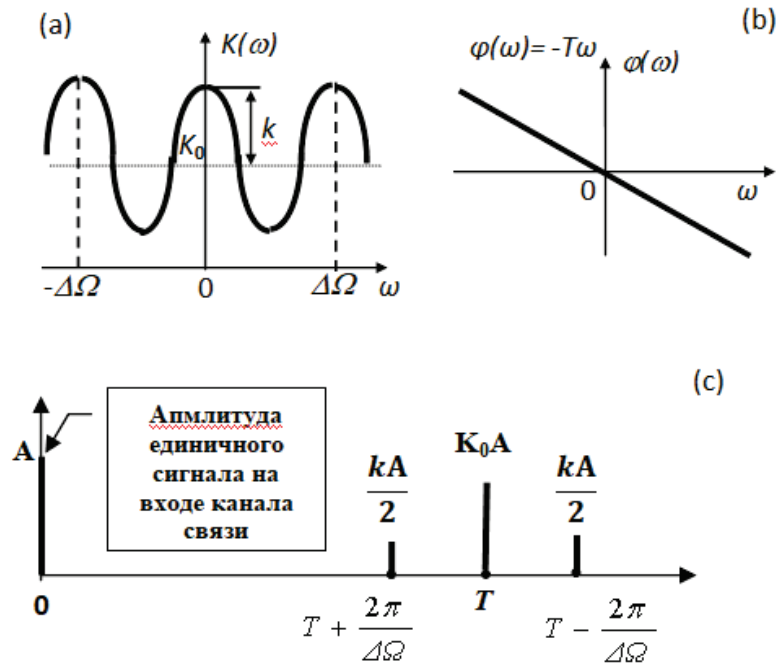 (a)
K(ω)
k
K₀
-ΔΩ
0
ΔΩ
ω
(b)
φ(ω)= -Tω
φ(ω)
0
ω
(c)
A
Апмлитуда
единичного
сигнала на
входе канала
связи
kA/2
K₀A
kA/2
0
T + 2π/ΔΩ
T
T − 2π/ΔΩ